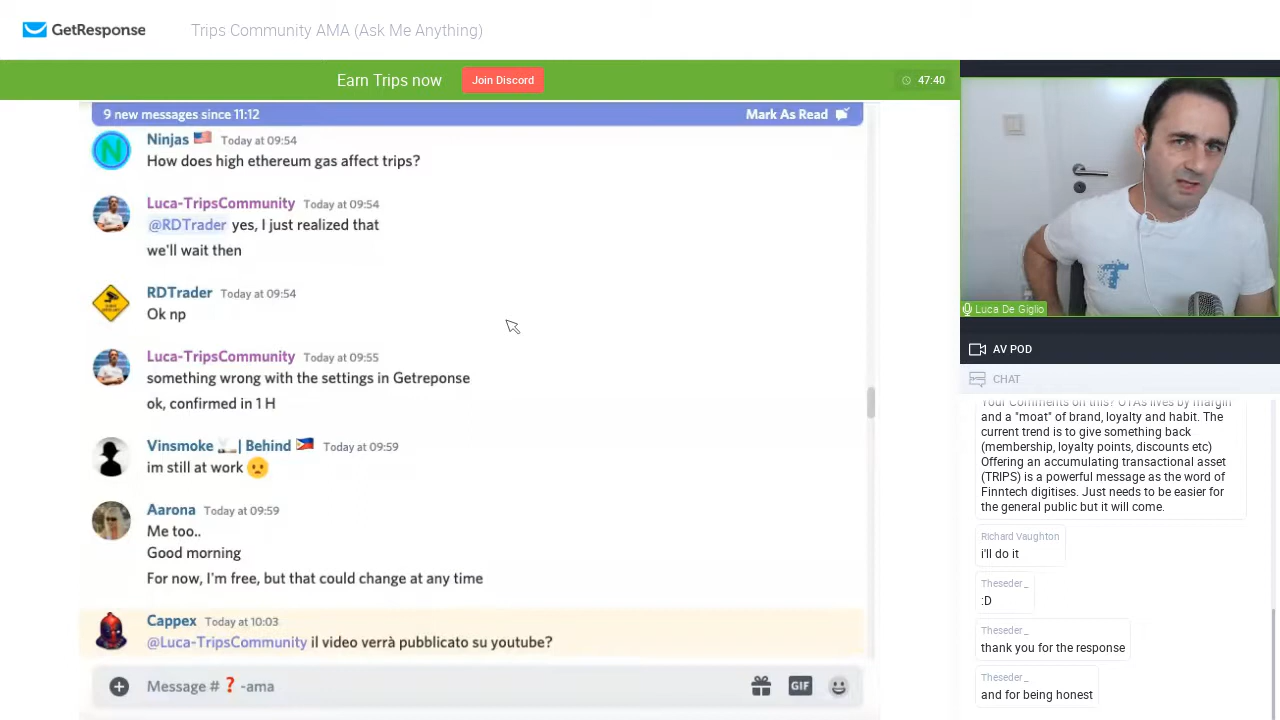 GetResponse
Trips Community AMA (Ask Me Anything)
Earn Trips now
Join Discord
47:40
9 new messages since 11:12
Mark As Read
Ninjas Today at 09:54
How does high ethereum gas affect trips?
Luca-TripsCommunity Today at 09:54
@RDTrader yes, I just realized that
we'll wait then
RDTrader Today at 09:54
Ok np
Luca-TripsCommunity Today at 09:55
something wrong with the settings in Getreponse
ok, confirmed in 1 H
Vinsmoke | Behind Today at 09:59
im still at work
Aarona Today at 09:59
Me too..
Good morning
For now, I'm free, but that could change at any time
Cappex Today at 10:03
@Luca-TripsCommunity il video verrà pubblicato su youtube?
Message # ❓ -ama
GIF
Luca De Giglio
AV POD
CHAT
Your Comments on this? OTAs lives by margin
and a "moat" of brand, loyalty and habit. The
current trend is to give something back
(membership, loyalty points, discounts etc)
Offering an accumulating transactional asset
(TRIPS) is a powerful message as the word of
Finntech digitises. Just needs to be easier for
the general public but it will come.
Richard Vaughton
i'll do it
Theseder_
:D
Theseder_
thank you for the response
Theseder_
and for being honest